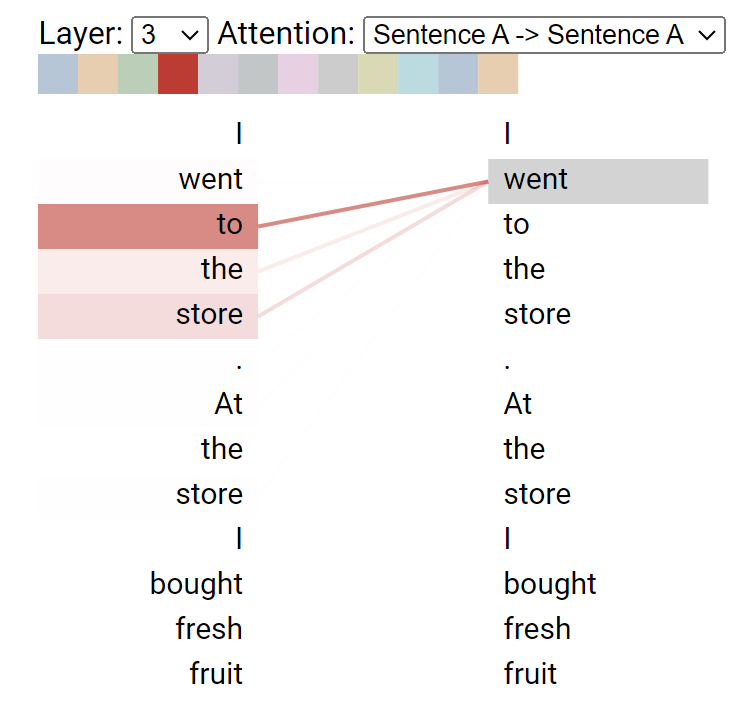 Layer: 3 Attention: Sentence A -> Sentence A
I I
went went
to to
the the
store store
. .
At At
the the
store store
I I
bought bought
fresh fresh
fruit fruit